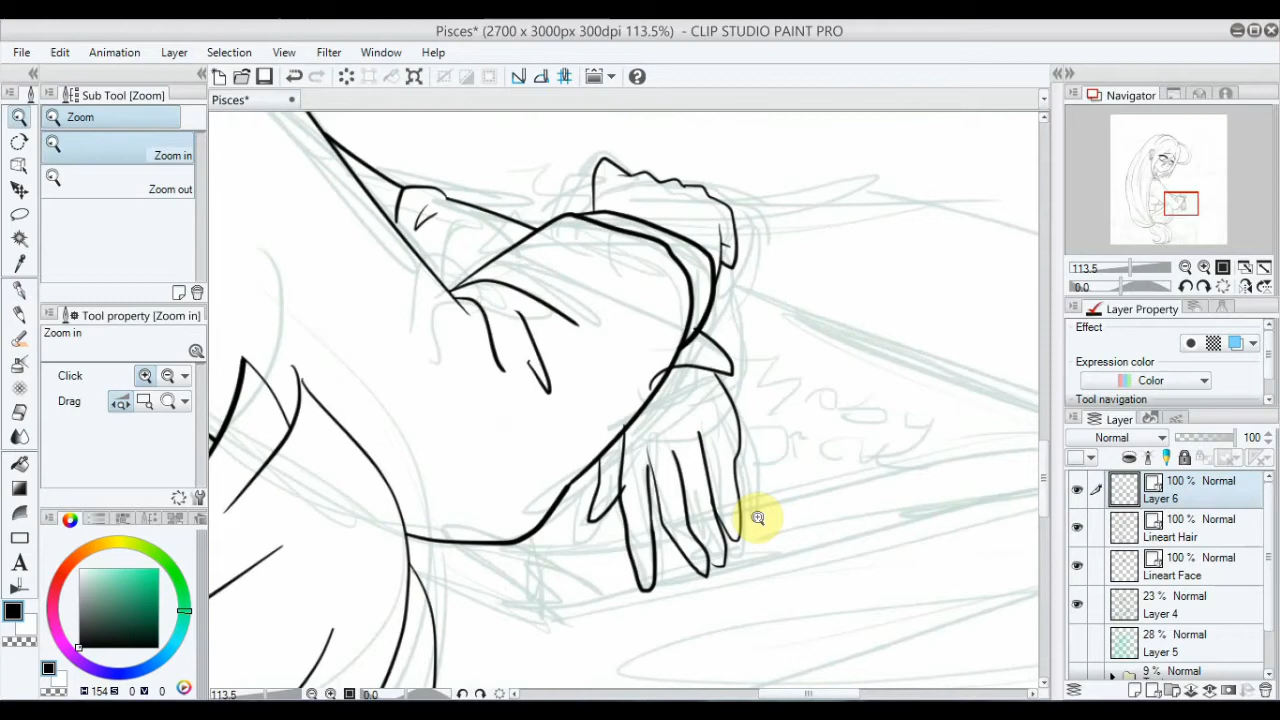 Pisces* (2700 x 3000px 300dpi 113.5%) - CLIP STUDIO PAINT PRO
File Edit Animation Layer Selection View Filter Window Help
Sub Tool [Zoom]
Zoom
Zoom in
Zoom out
Tool property [Zoom in]
Zoom in
Click
Drag
H 154 S 0 V 0
Pisces*
113.5 0.0
Navigator
113.5
0.0
Layer Property
Effect
Expression color
Color
Tool navigation
Layer
Normal 100
100 % Normal
Layer 6
100 % Normal
Lineart Hair
100 % Normal
Lineart Face
23 % Normal
Layer 4
28 % Normal
Layer 5
9 % Normal